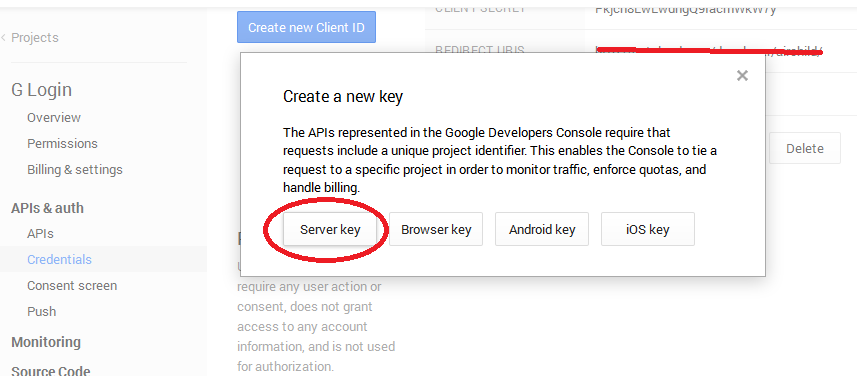 Projects
G Login
Overview
Permissions
Billing & settings
APIs & auth
APIs
Credentials
Consent screen
Push
Monitoring
Source Code
Create new Client ID
CLIENT SECRET
REDIRECT URIS
Delete
Create a new key
The APIs represented in the Google Developers Console require that
requests include a unique project identifier. This enables the Console to tie a
request to a specific project in order to monitor traffic, enforce quotas, and
handle billing.
Server key
Browser key
Android key
iOS key
require any user action or
consent, does not grant
access to any account
information, and is not used
for authorization.